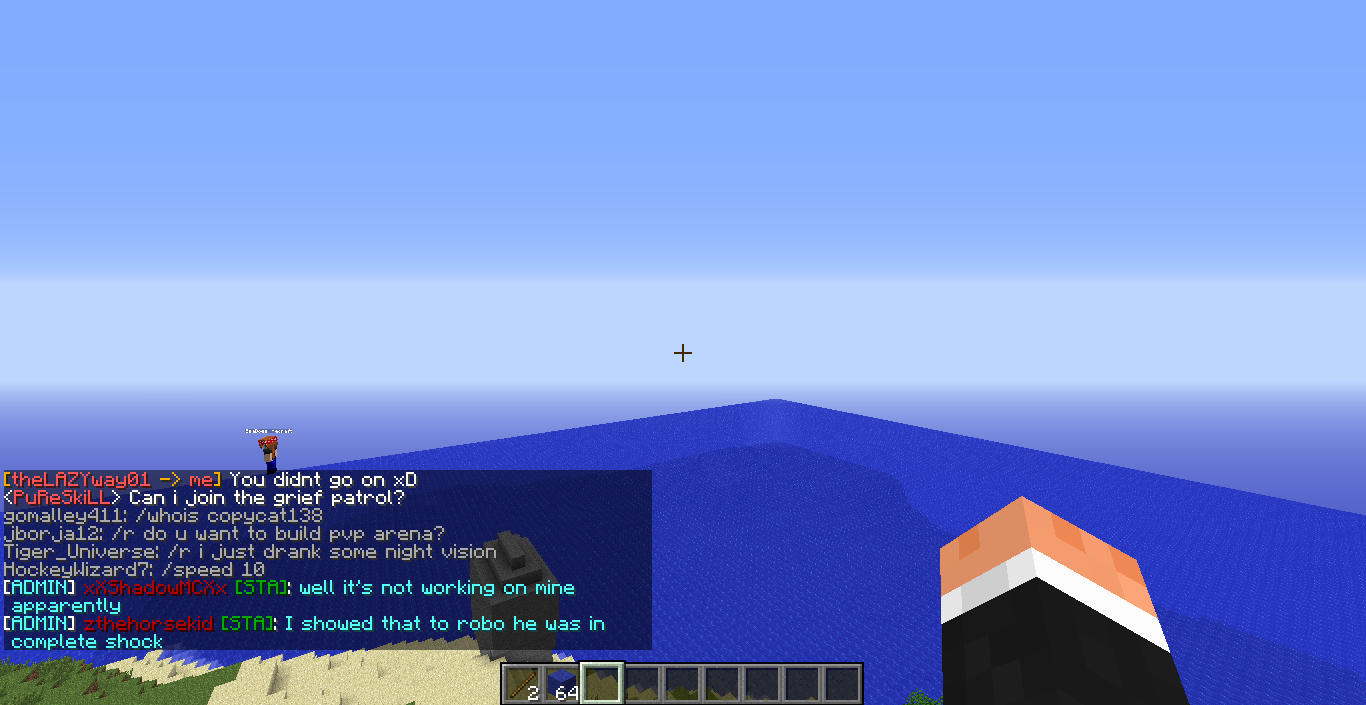 [theLAZYway01 -> me] You didnt go on xD
<PuReSkiLL> Can i join the grief patrol?
gomalley411: /whois copycat138
jborja12: /r do u want to build pvp arena?
Tiger_Universe: /r i just drank some night vision
HockeyWizard7: /speed 10
[ADMIN] xXShadowMCXx [STA]: well it's not working on mine
apparently
[ADMIN] zthehorsekid [STA]: I showed that to robo he was in
complete shock
2 64